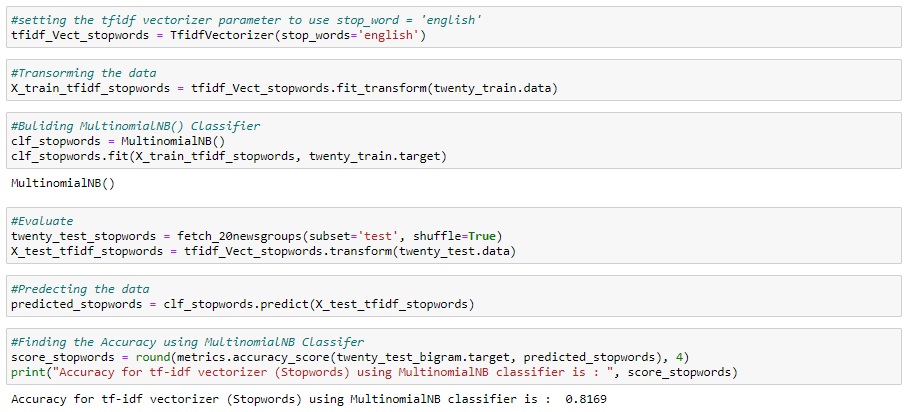 #setting the tfidf vectorizer parameter to use stop_word = 'english'
tfidf_Vect_stopwords = TfidfVectorizer(stop_words='english')
#Transorming the data
X_train_tfidf_stopwords = tfidf_Vect_stopwords.fit_transform(twenty_train.data)
#Buliding MultinomialNB() Classifier
clf_stopwords = MultinomialNB()
clf_stopwords.fit(X_train_tfidf_stopwords, twenty_train.target)
MultinomialNB()
#Evaluate
twenty_test_stopwords = fetch_20newsgroups(subset='test', shuffle=True)
X_test_tfidf_stopwords = tfidf_Vect_stopwords.transform(twenty_test.data)
#Predecting the data
predicted_stopwords = clf_stopwords.predict(X_test_tfidf_stopwords)
#Finding the Accuracy using MultinomialNB Classifer
score_stopwords = round(metrics.accuracy_score(twenty_test_bigram.target, predicted_stopwords), 4)
print("Accuracy for tf-idf vectorizer (Stopwords) using MultinomialNB classifier is : ", score_stopwords)
Accuracy for tf-idf vectorizer (Stopwords) using MultinomialNB classifier is :  0.8169